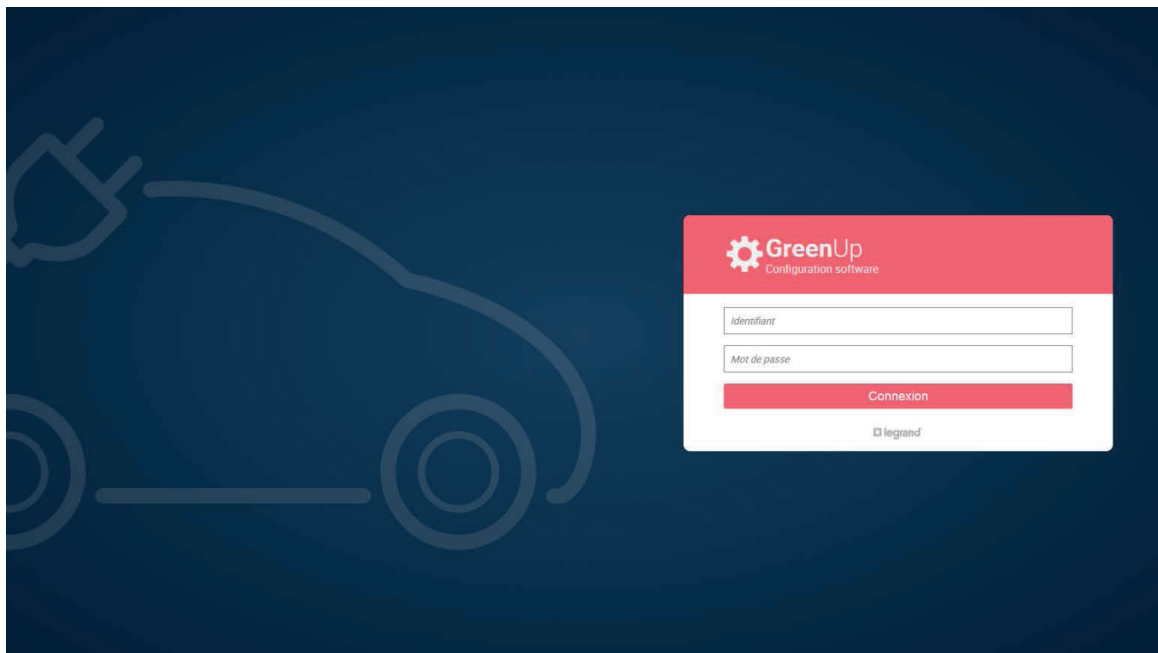 GreenUp
Configuration software
Identifiant
Mot de passe
Connexion
legrand